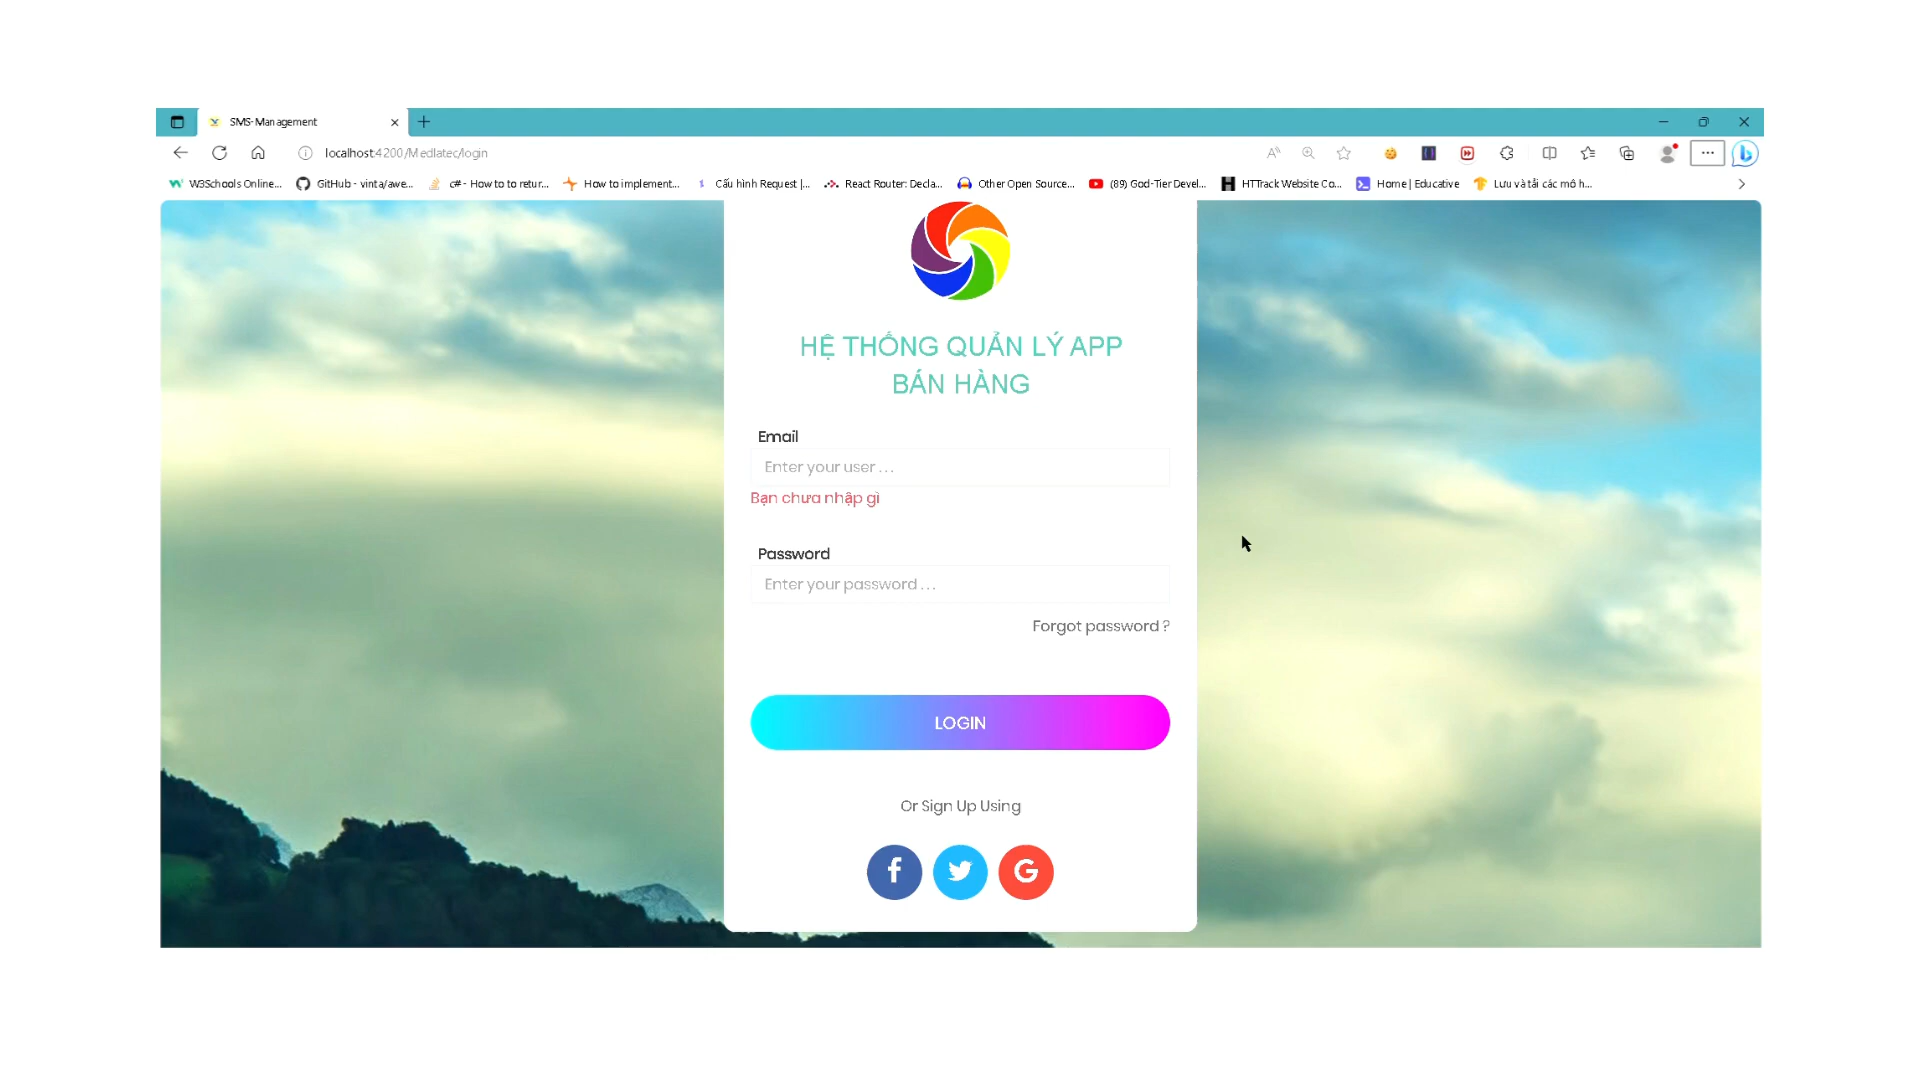 SMS-Management
localhost:4200/Medlatec/login
W3Schools Online... GitHub - vinta/awe... c# - How to to retur... How to implement... Cấu hình Request |... React Router: Decla... Other Open Source... (89) God-Tier Devel... HTTrack Website Co... Home | Educative Lưu và tải các mô h...
HỆ THỐNG QUẢN LÝ APP
BÁN HÀNG
Email
Enter your user . . .
Bạn chưa nhập gì
Password
Enter your password . . .
Forgot password ?
LOGIN
Or Sign Up Using